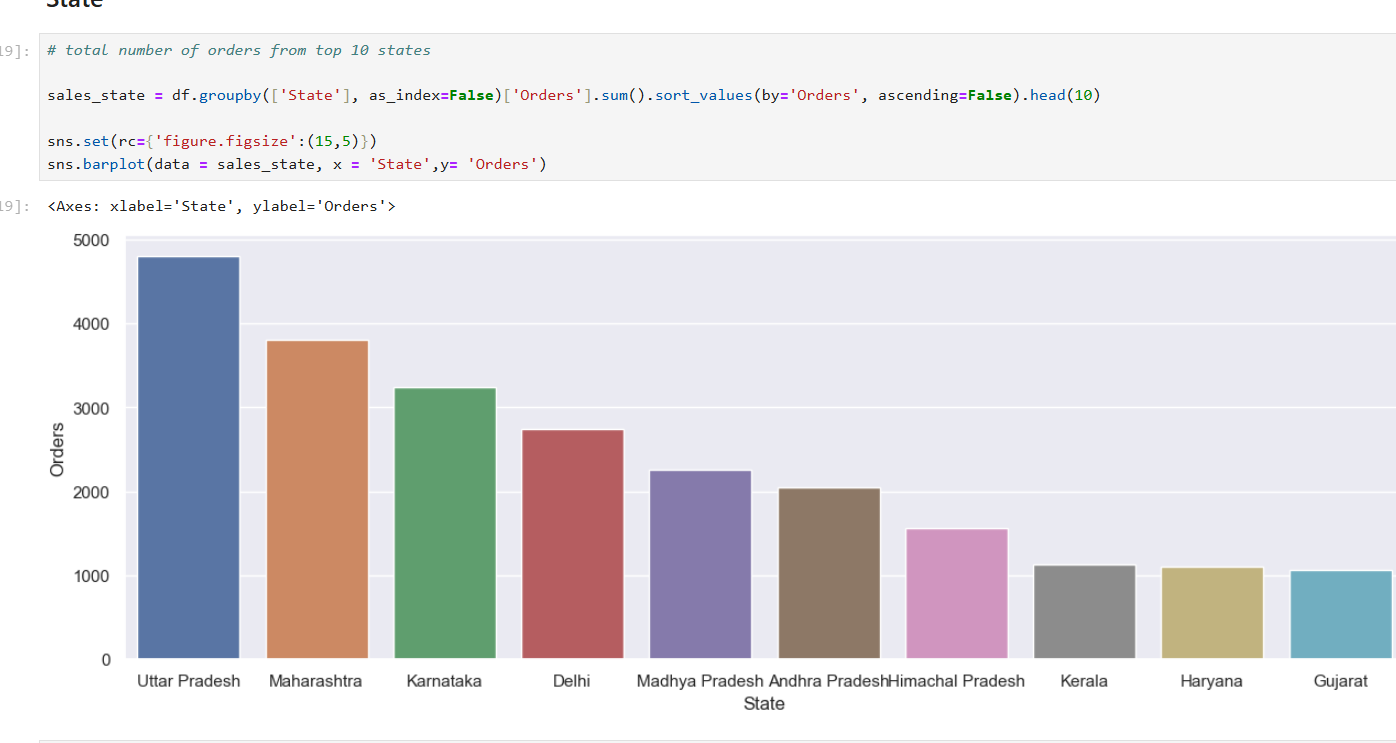 State
19]:
# total number of orders from top 10 states
sales_state = df.groupby(['State'], as_index=False)['Orders'].sum().sort_values(by='Orders', ascending=False).head(10)
sns.set(rc={'figure.figsize':(15,5)})
sns.barplot(data = sales_state, x = 'State',y= 'Orders')
19]:
<Axes: xlabel='State', ylabel='Orders'>
5000
4000
3000
2000
1000
0
Orders
Uttar Pradesh Maharashtra Karnataka Delhi Madhya Pradesh Andhra Pradesh Himachal Pradesh Kerala Haryana Gujarat
State